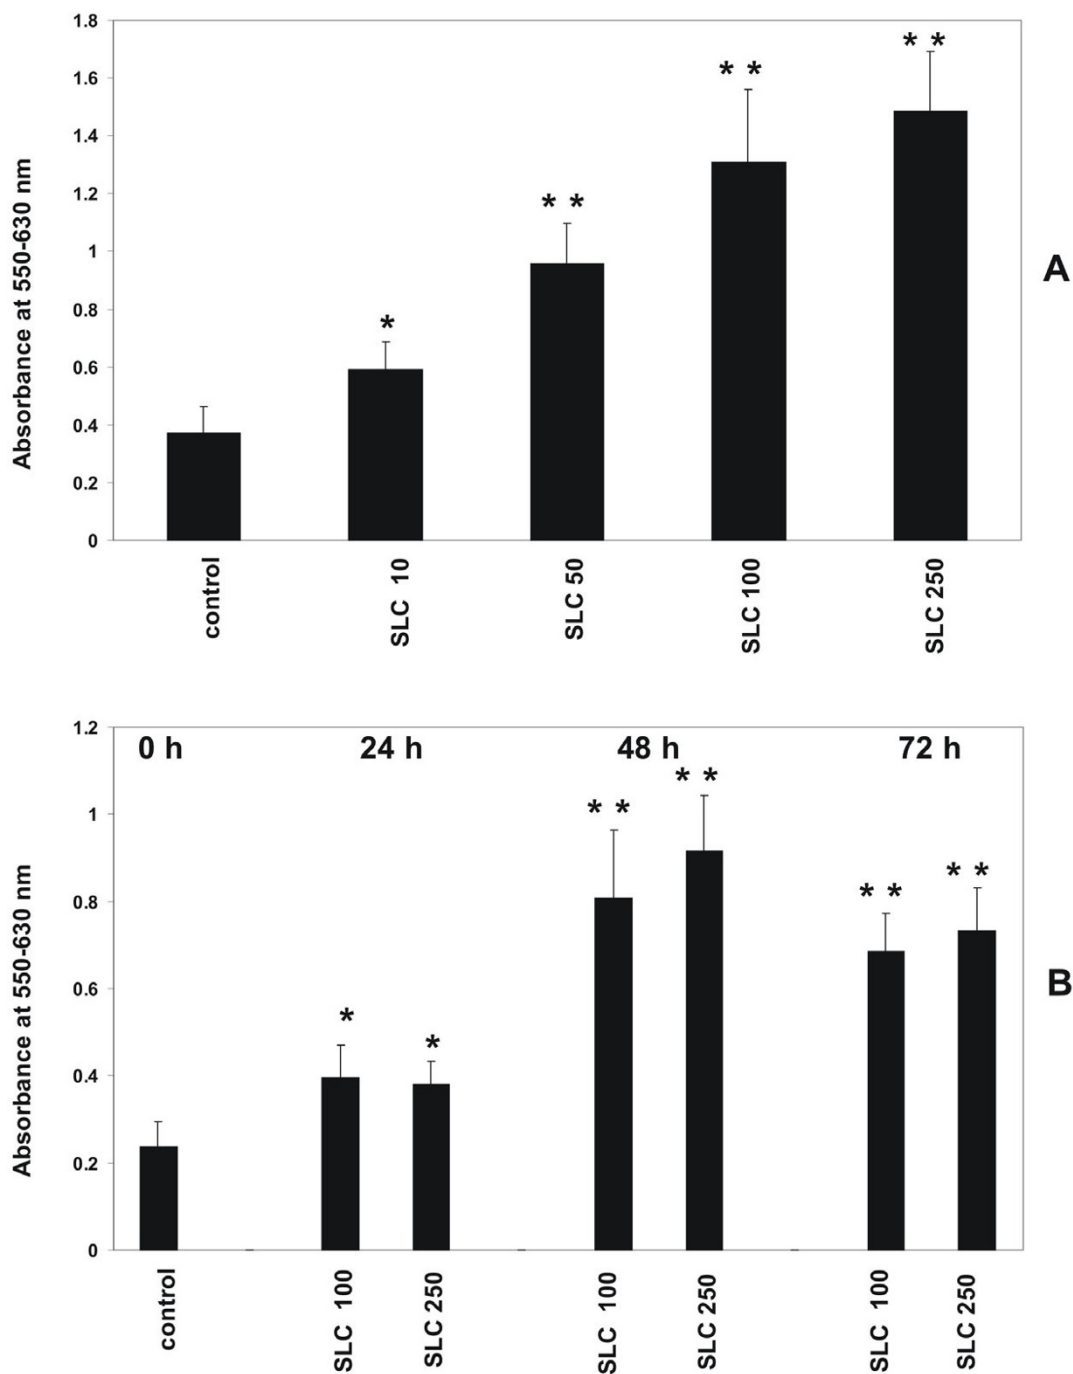 1.8
1.6
1.4
1.2
1
0.8
0.6
0.4
0.2
0
Absorbance at 550-630 nm
*
* *
* *
* *
control
SLC 10
SLC 50
SLC 100
SLC 250
A
1.2
1
0.8
0.6
0.4
0.2
0
Absorbance at 550-630 nm
0 h
24 h
48 h
72 h
*
*
* *
* *
* *
* *
control
SLC 100
SLC 250
SLC 100
SLC 250
SLC 100
SLC 250
B